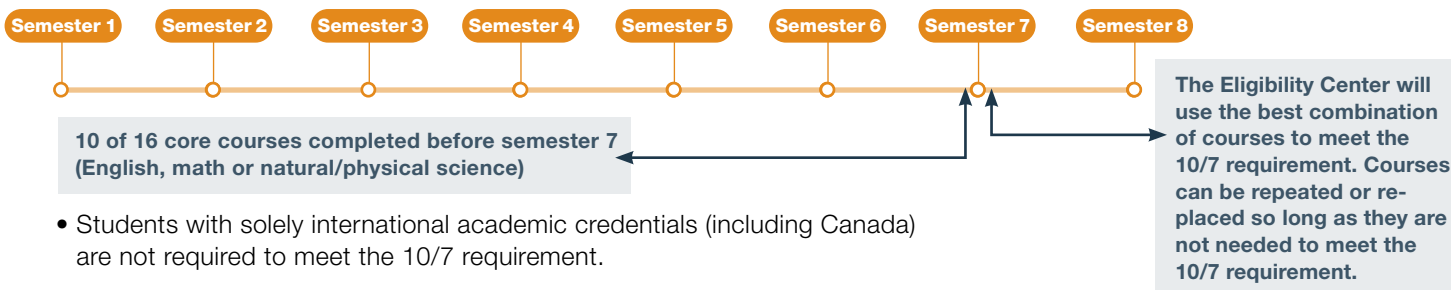 Semester 1
Semester 2
Semester 3
Semester 4
Semester 5
Semester 6
Semester 7
Semester 8
10 of 16 core courses completed before semester 7
(English, math or natural/physical science)
The Eligibility Center will
use the best combination
of courses to meet the
10/7 requirement. Courses
can be repeated or re-
placed so long as they are
not needed to meet the
10/7 requirement.
• Students with solely international academic credentials (including Canada)
are not required to meet the 10/7 requirement.